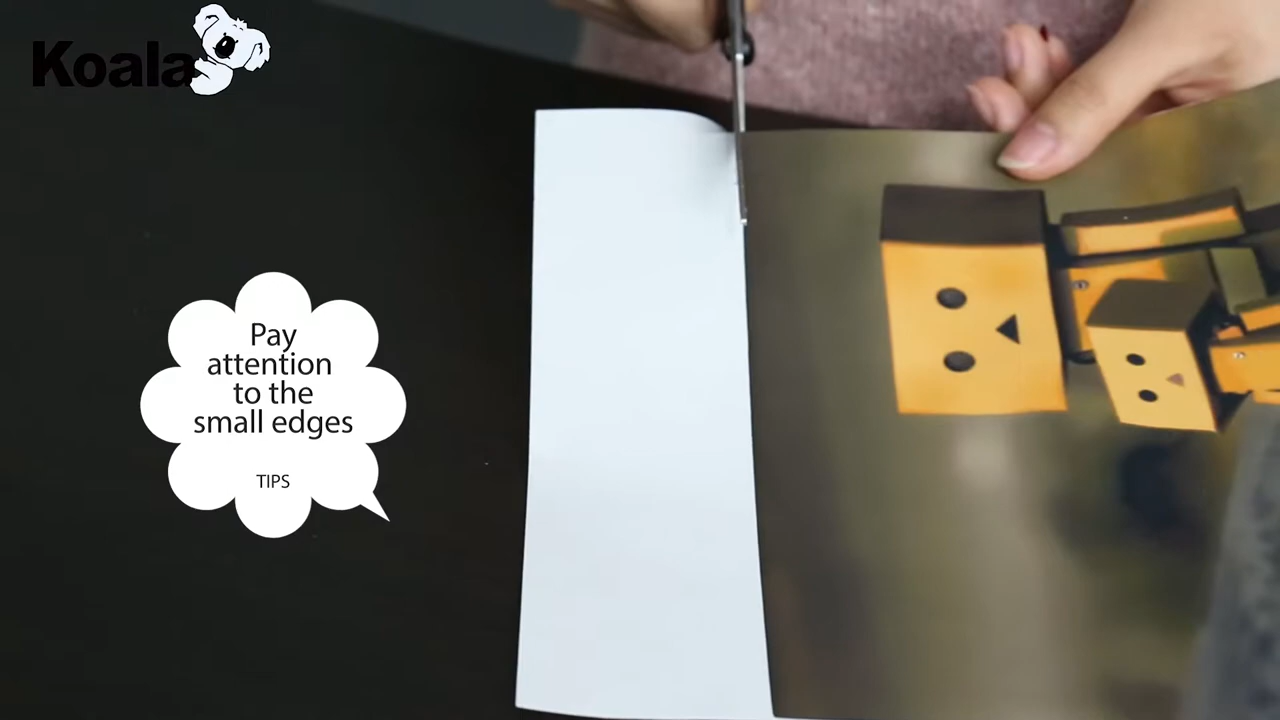 Koala
Pay
attention
to the
small edges
TIPS